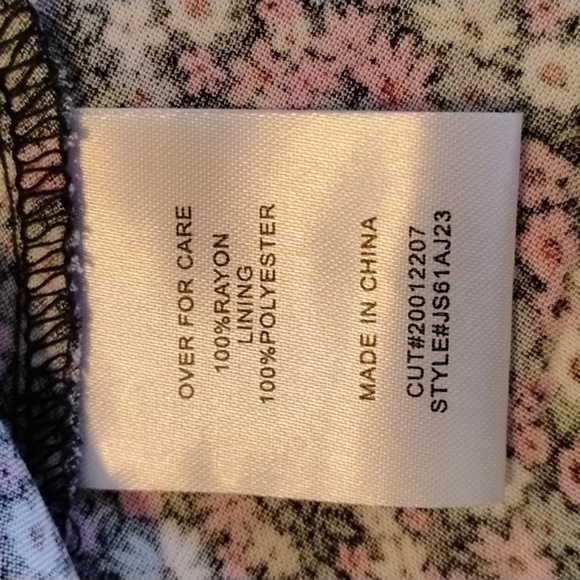 OVER FOR CARE
100%RAYON
LINING
100%POLYESTER
MADE IN CHINA
CUT#20012207
STYLE#JS61AJ23